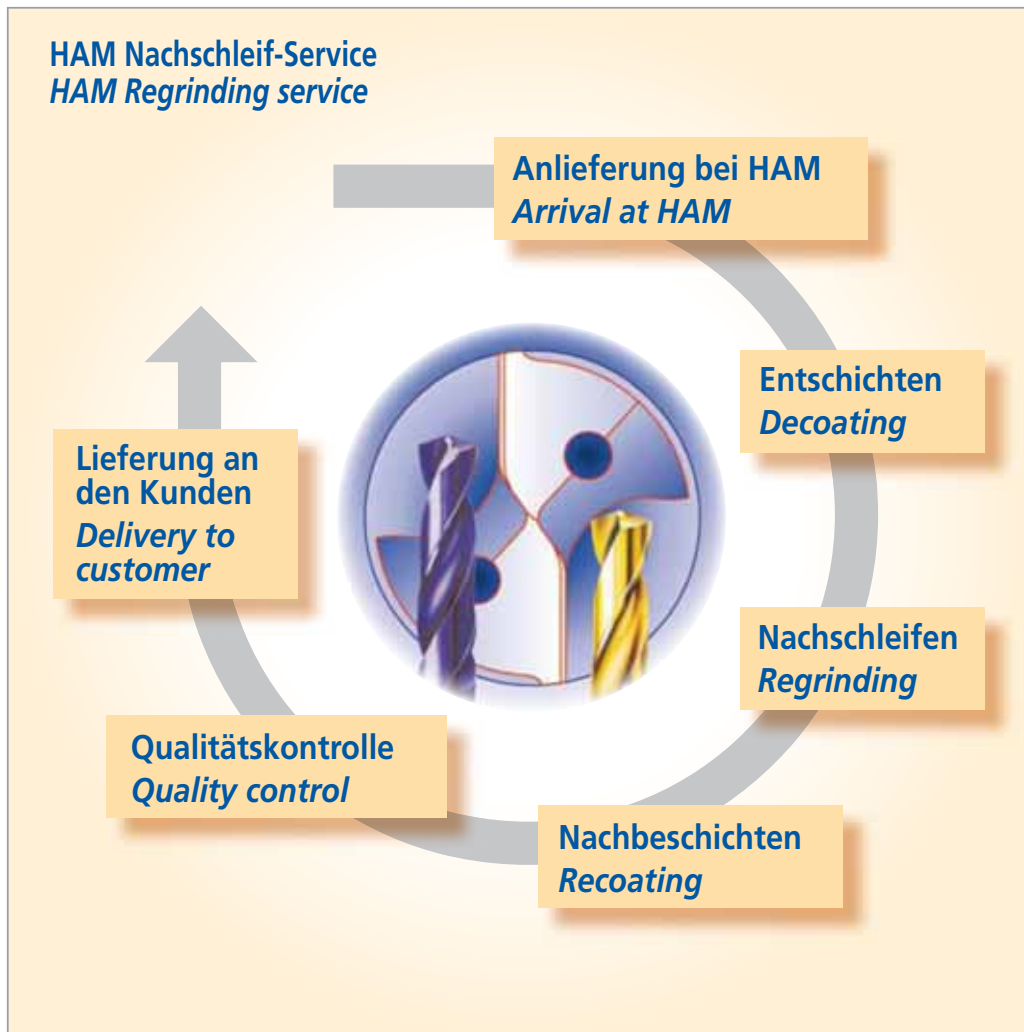 HAM Nachschleif-Service
HAM Regrinding service
Anlieferung bei HAM
Arrival at HAM
Entschichten
Decoating
Nachschleifen
Regrinding
Nachbeschichten
Recoating
Qualitätskontrolle
Quality control
Lieferung an
den Kunden
Delivery to
customer